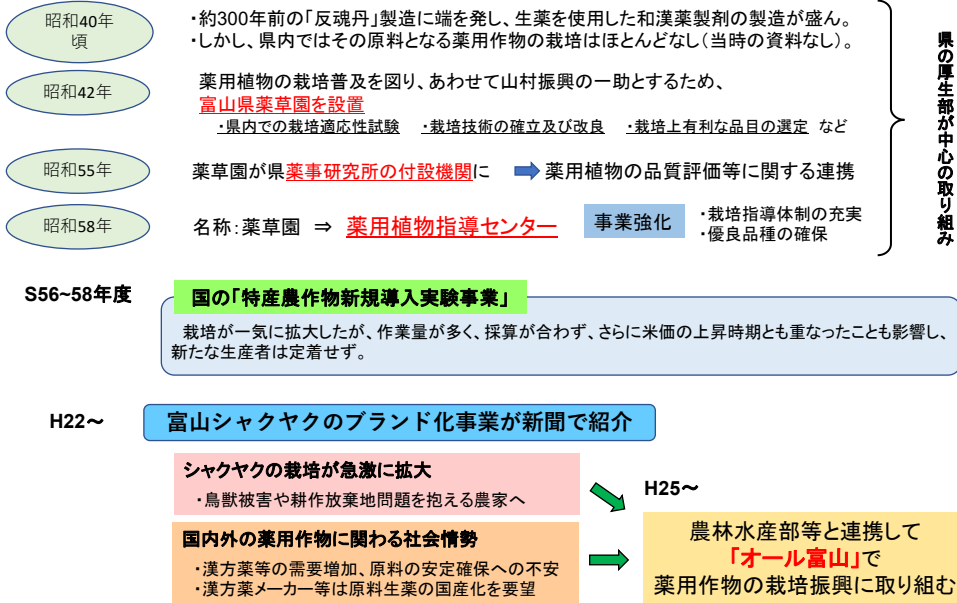 昭和40年
頃
・約300年前の「反魂丹」製造に端を発し、生薬を使用した和漢薬製剤の製造が盛ん。
・しかし、県内ではその原料となる薬用作物の栽培はほとんどなし(当時の資料なし)。
昭和42年
薬用植物の栽培普及を図り、あわせて山村振興の一助とするため、
富山県薬草園を設置
・県内での栽培適応性試験 ・栽培技術の確立及び改良 ・栽培上有利な品目の選定 など
昭和55年
薬草園が県薬事研究所の付設機関に ➡ 薬用植物の品質評価等に関する連携
昭和58年
名称:薬草園 ⇒ 薬用植物指導センター
事業強化
・栽培指導体制の充実
・優良品種の確保
県の厚生部が中心の取り組み
S56~58年度
国の「特産農作物新規導入実験事業」
栽培が一気に拡大したが、作業量が多く、採算が合わず、さらに米価の上昇時期とも重なったことも影響し、
新たな生産者は定着せず。
H22～
富山シャクヤクのブランド化事業が新聞で紹介
シャクヤクの栽培が急激に拡大
・鳥獣被害や耕作放棄地問題を抱える農家へ
国内外の薬用作物に関わる社会情勢
・漢方薬等の需要増加、原料の安定確保への不安
・漢方薬メーカー等は原料生薬の国産化を要望
H25～
農林水産部等と連携して
「オール富山」で
薬用作物の栽培振興に取り組む